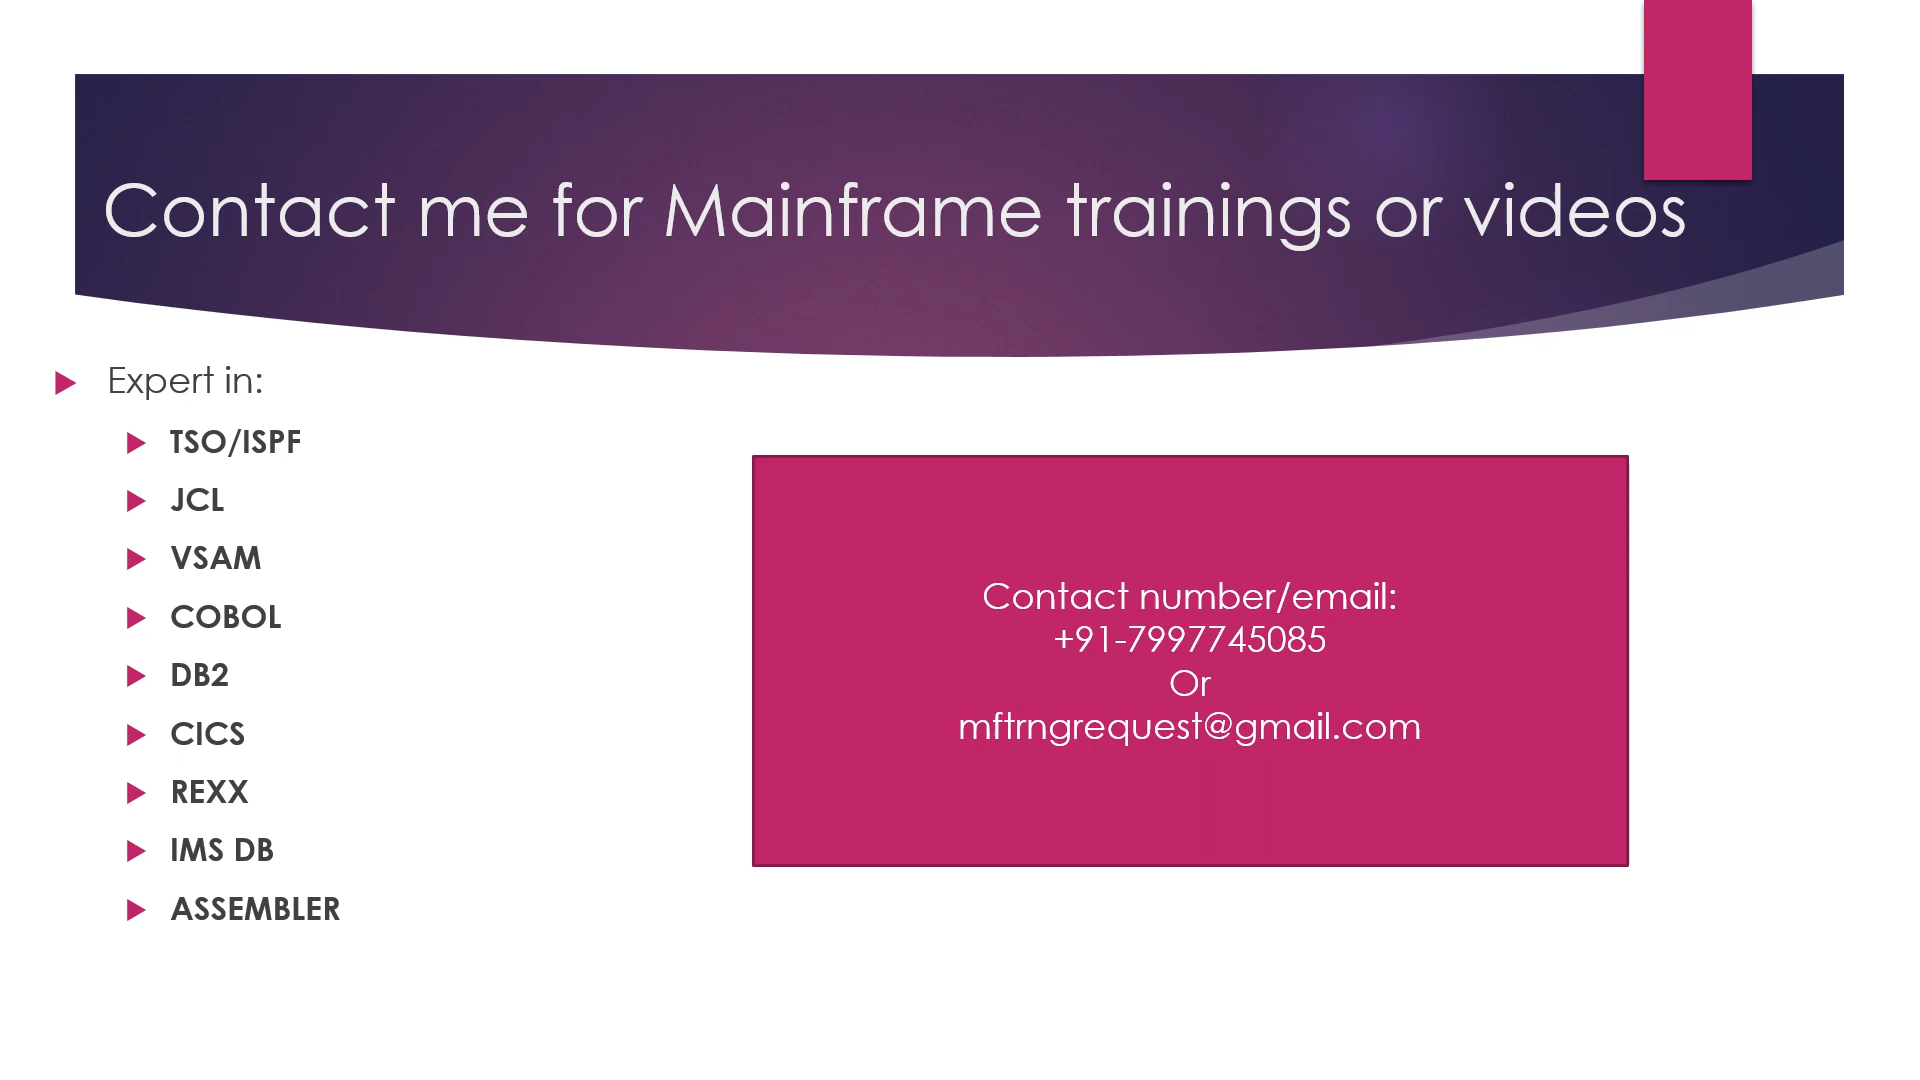 Contact me for Mainframe trainings or videos
Expert in:
TSO/ISPF
JCL
VSAM
COBOL
DB2
CICS
REXX
IMS DB
ASSEMBLER
Contact number/email:
+91-7997745085
Or
mftrngrequest@gmail.com